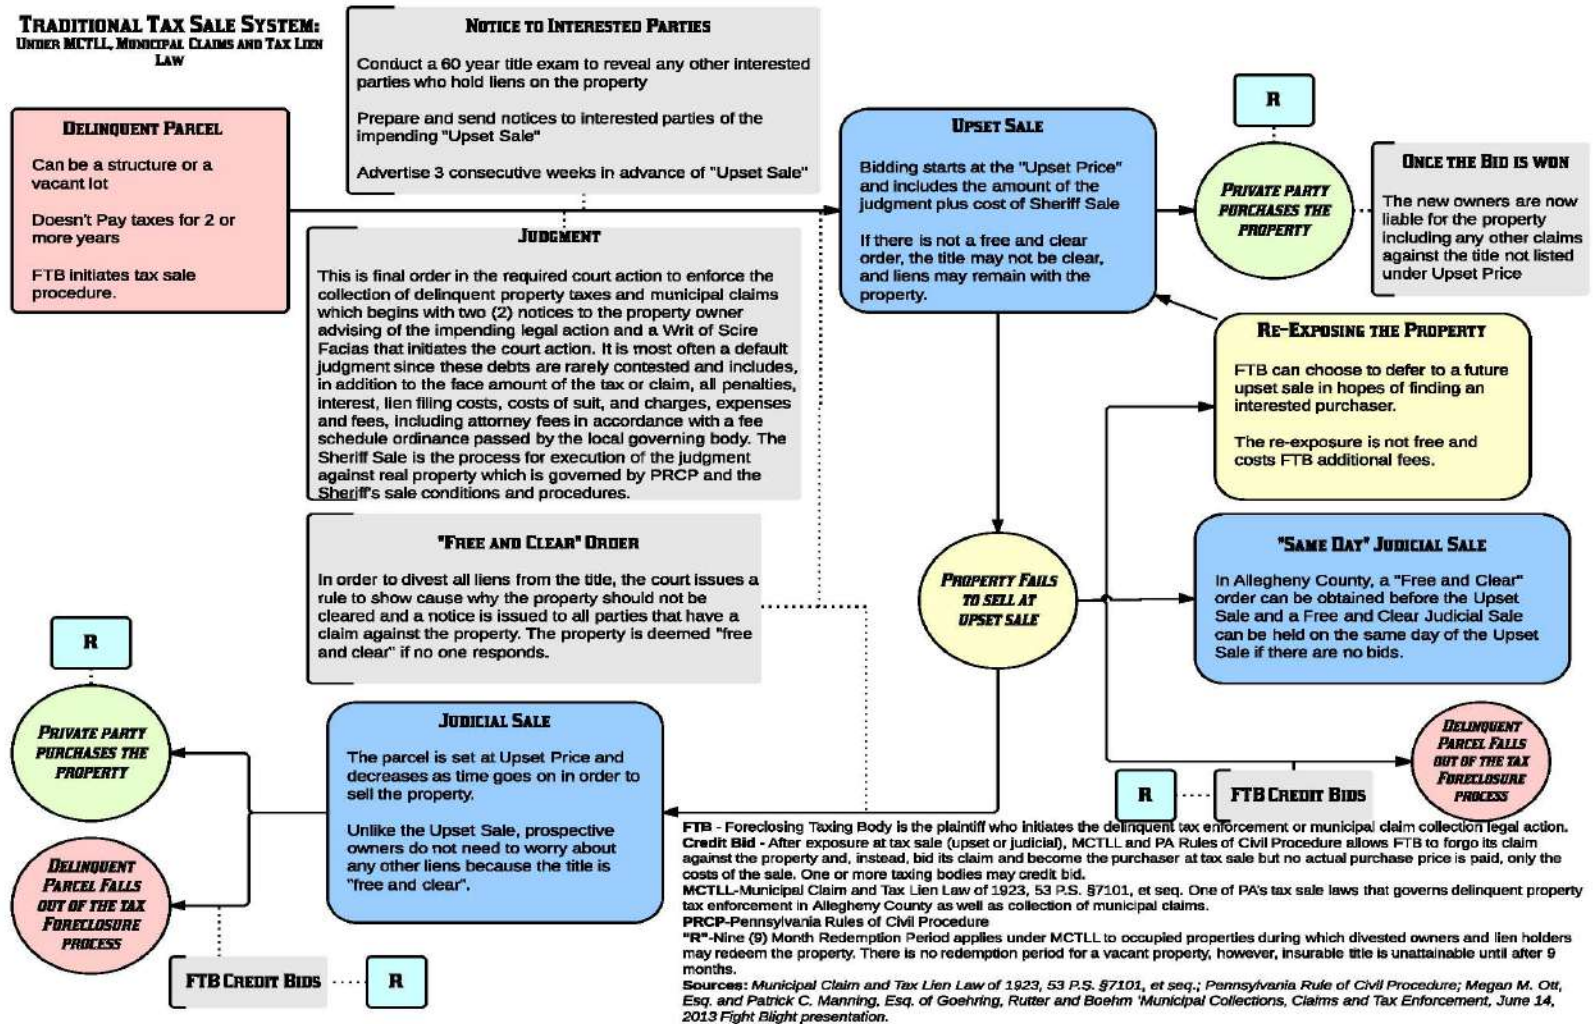 TRADITIONAL TAX SALE SYSTEM:
UNDER MCTLL, MUNICIPAL CLAIMS AND TAX LIEN
LAW
NOTICE TO INTERESTED PARTIES
Conduct a 60 year title exam to reveal any other interested
parties who hold liens on the property
Prepare and send notices to interested parties of the
impending "Upset Sale"
Advertise 3 consecutive weeks in advance of "Upset Sale"
DELINQUENT PARCEL
Can be a structure or a
vacant lot
Doesn't Pay taxes for 2 or
more years
FTB initiates tax sale
procedure.
JUDGMENT
This is final order in the required court action to enforce the
collection of delinquent property taxes and municipal claims
which begins with two (2) notices to the property owner
advising of the impending legal action and a Writ of Scire
Facias that initiates the court action. It is most often a default
judgment since these debts are rarely contested and includes,
in addition to the face amount of the tax or claim, all penalties,
interest, lien filing costs, costs of suit, and charges, expenses
and fees, including attorney fees in accordance with a fee
schedule ordinance passed by the local governing body. The
Sheriff Sale is the process for execution of the judgment
against real property which is governed by PRCP and the
Sheriff's sale conditions and procedures.
UPSET SALE
Bidding starts at the "Upset Price"
and includes the amount of the
judgment plus cost of Sheriff Sale
If there is not a free and clear
order, the title may not be clear,
and liens may remain with the
property.
R
PRIVATE PARTY
PURCHASES THE
PROPERTY
ONCE THE BID IS WON
The new owners are now
liable for the property
including any other claims
against the title not listed
under Upset Price
RE-EXPOSING THE PROPERTY
FTB can choose to defer to a future
upset sale in hopes of finding an
interested purchaser.
The re-exposure is not free and
costs FTB additional fees.
"FREE AND CLEAR" ORDER
In order to divest all liens from the title, the court issues a
rule to show cause why the property should not be
cleared and a notice is issued to all parties that have a
claim against the property. The property is deemed "free
and clear" if no one responds.
PROPERTY FAILS
TO SELL AT
UPSET SALE
"SAME DAY" JUDICIAL SALE
In Allegheny County, a "Free and Clear"
order can be obtained before the Upset
Sale and a Free and Clear Judicial Sale
can be held on the same day of the Upset
Sale if there are no bids.
R
PRIVATE PARTY
PURCHASES THE
PROPERTY
JUDICIAL SALE
The parcel is set at Upset Price and
decreases as time goes on in order to
sell the property.
Unlike the Upset Sale, prospective
owners do not need to worry about
any other liens because the title is
"free and clear".
DELINQUENT
PARCEL FALLS
OUT OF THE TAX
FORECLOSURE
PROCESS
R
FTB CREDIT BIDS
DELINQUENT
PARCEL FALLS
OUT OF THE TAX
FORECLOSURE
PROCESS
FTB CREDIT BIDS
R
FTB - Foreclosing Taxing Body is the plaintiff who initiates the delinquent tax enforcement or municipal claim collection legal action.
Credit Bid - After exposure at tax sale (upset or judicial), MCTLL and PA Rules of Civil Procedure allows FTB to forgo its claim
against the property and, instead, bid its claim and become the purchaser at tax sale but no actual purchase price is paid, only the
costs of the sale. One or more taxing bodies may credit bid.
MCTLL-Municipal Claim and Tax Lien Law of 1923, 53 P.S. §7101, et seq. One of PA's tax sale laws that governs delinquent property
tax enforcement in Allegheny County as well as collection of municipal claims.
PRCP-Pennsylvania Rules of Civil Procedure
"R"-Nine (9) Month Redemption Period applies under MCTLL to occupied properties during which divested owners and lien holders
may redeem the property. There is no redemption period for a vacant property, however, insurable title is unattainable until after 9
months.
Sources: Municipal Claim and Tax Lien Law of 1923, 53 P.S. §7101, et seq.; Pennsylvania Rule of Civil Procedure; Megan M. Ott,
Esq. and Patrick C. Manning, Esq. of Goehring, Rutter and Boehm 'Municipal Collections, Claims and Tax Enforcement, June 14,
2013 Fight Blight presentation.